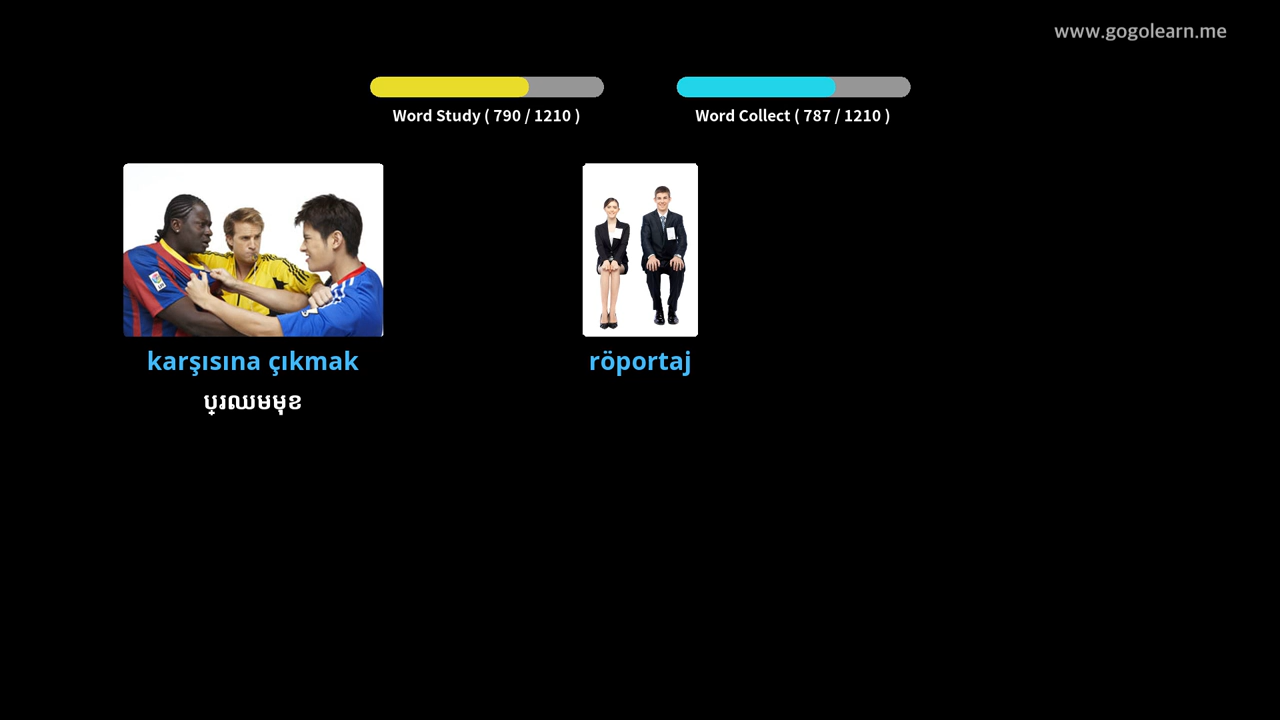 www.gogolearn.me
Word Study ( 790 / 1210 )
Word Collect ( 787 / 1210 )
karşısına çıkmak
röportaj
ប្រឈមមុខ